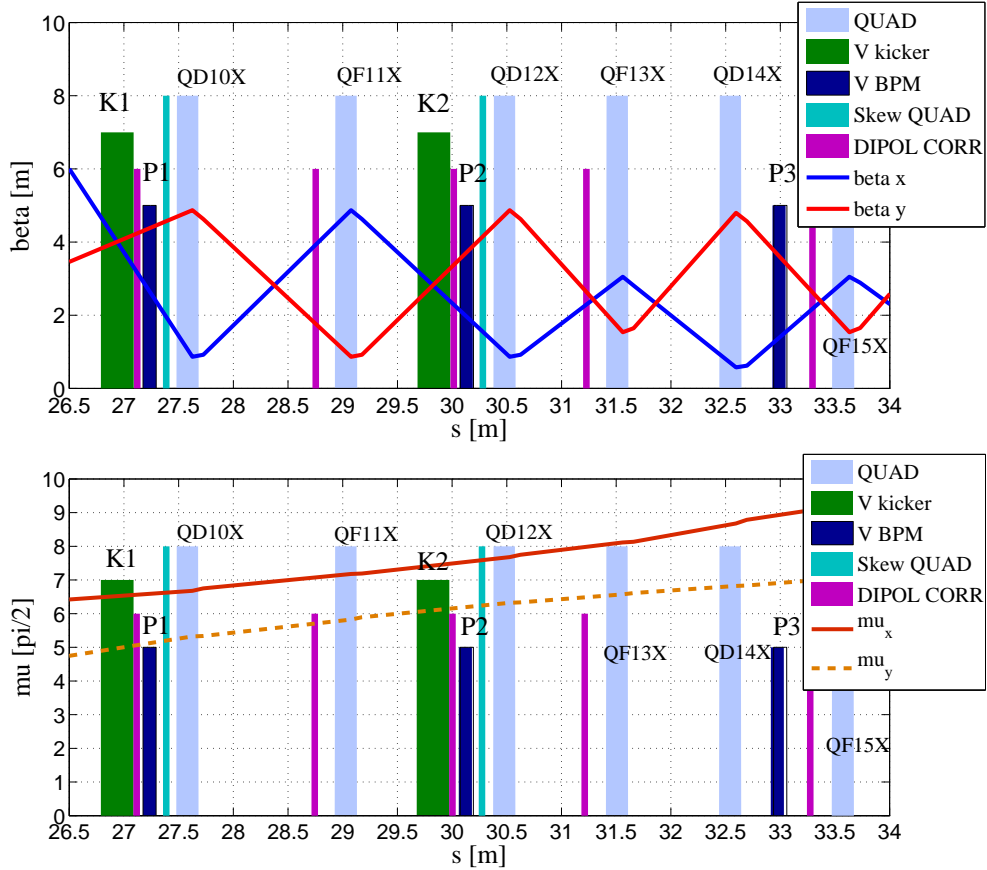 10
8
6
4
2
0
beta [m]
26.5 27 27.5 28 28.5 29 29.5 30 30.5 31 31.5 32 32.5 33 33.5 34
s [m]
K1
P1
QD10X
QF11X
K2
P2
QD12X
QF13X
QD14X
P3
QF15X
QUAD
V kicker
V BPM
Skew QUAD
DIPOL CORR
beta x
beta y
10
9
8
7
6
5
4
3
2
1
0
mu [pi/2]
26.5 27 27.5 28 28.5 29 29.5 30 30.5 31 31.5 32 32.5 33 33.5 34
s [m]
K1
P1
QD10X
QF11X
K2
P2
QD12X
QF13X
QD14X
P3
QF15X
QUAD
V kicker
V BPM
Skew QUAD
DIPOL CORR
mu_x
mu_y